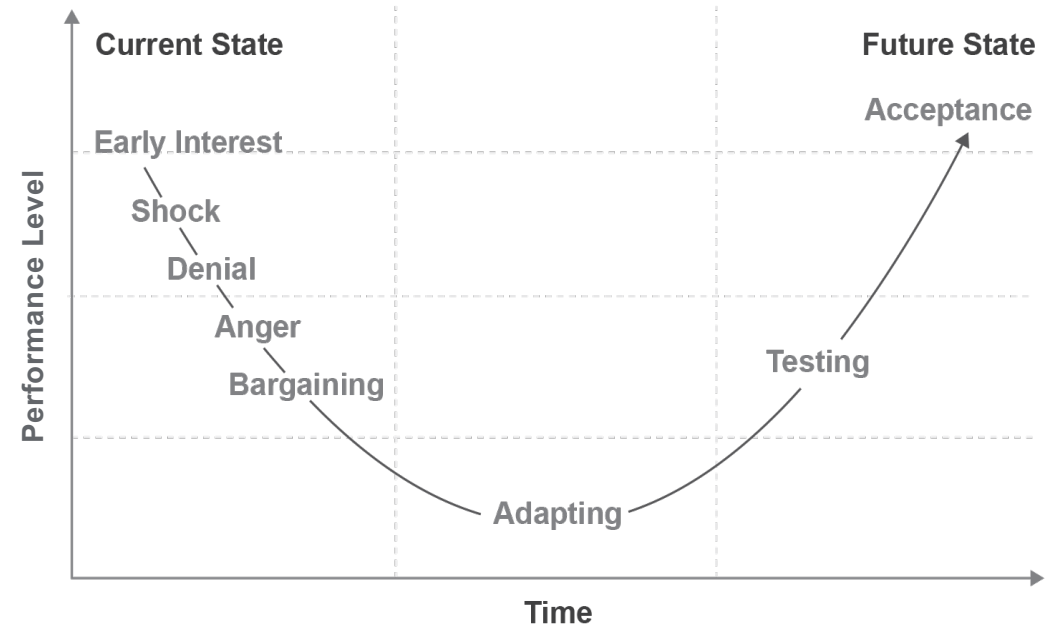 Current State
Future State
Acceptance
Early Interest
Shock
Denial
Anger
Bargaining
Testing
Adapting
Performance Level
Time